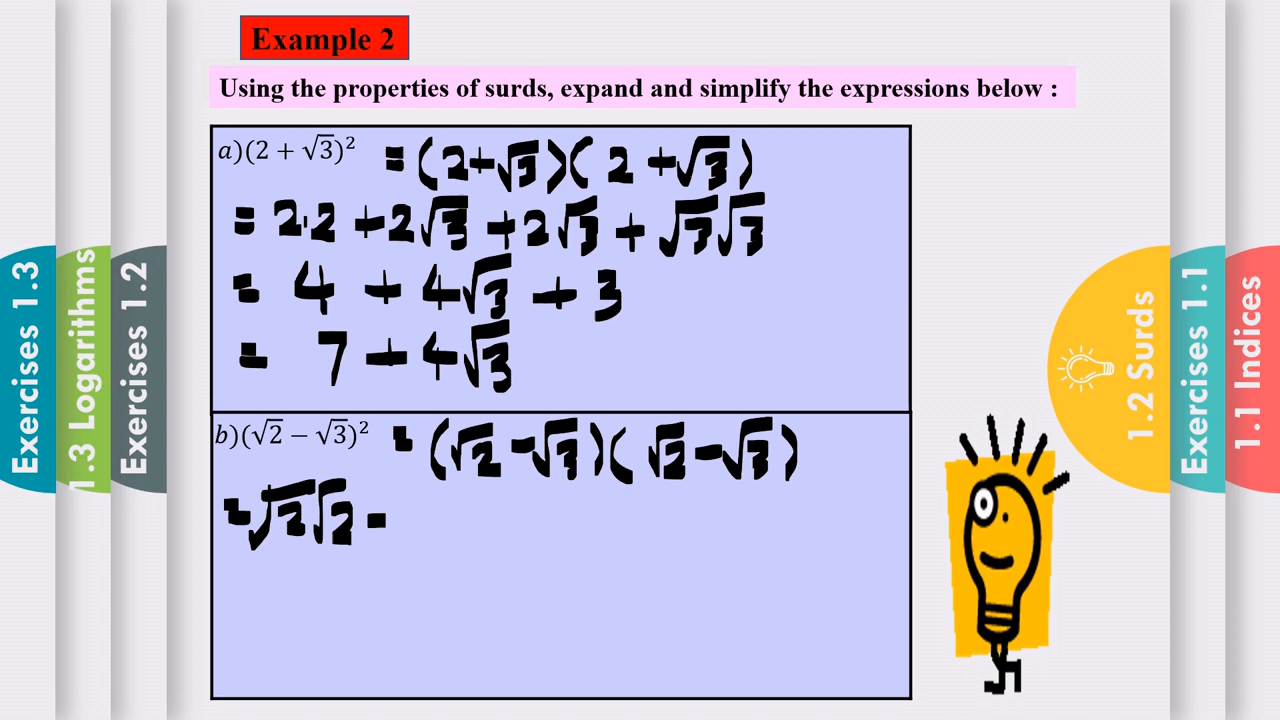 Example 2
Using the properties of surds, expand and simplify the expressions below :
a)(2 + √3)² = (2+√3)(2 +√3)
= 2·2 +2√3 +2√3 + √3√3
= 4 + 4√3 + 3
= 7 + 4√3
b)(√2 − √3)² = (√2 -√3)(√2 -√3)
= √2√2 -
Exercises 1.3
1.3 Logarithms
Exercises 1.2
1.2 Surds
Exercises 1.1
1.1 Indices